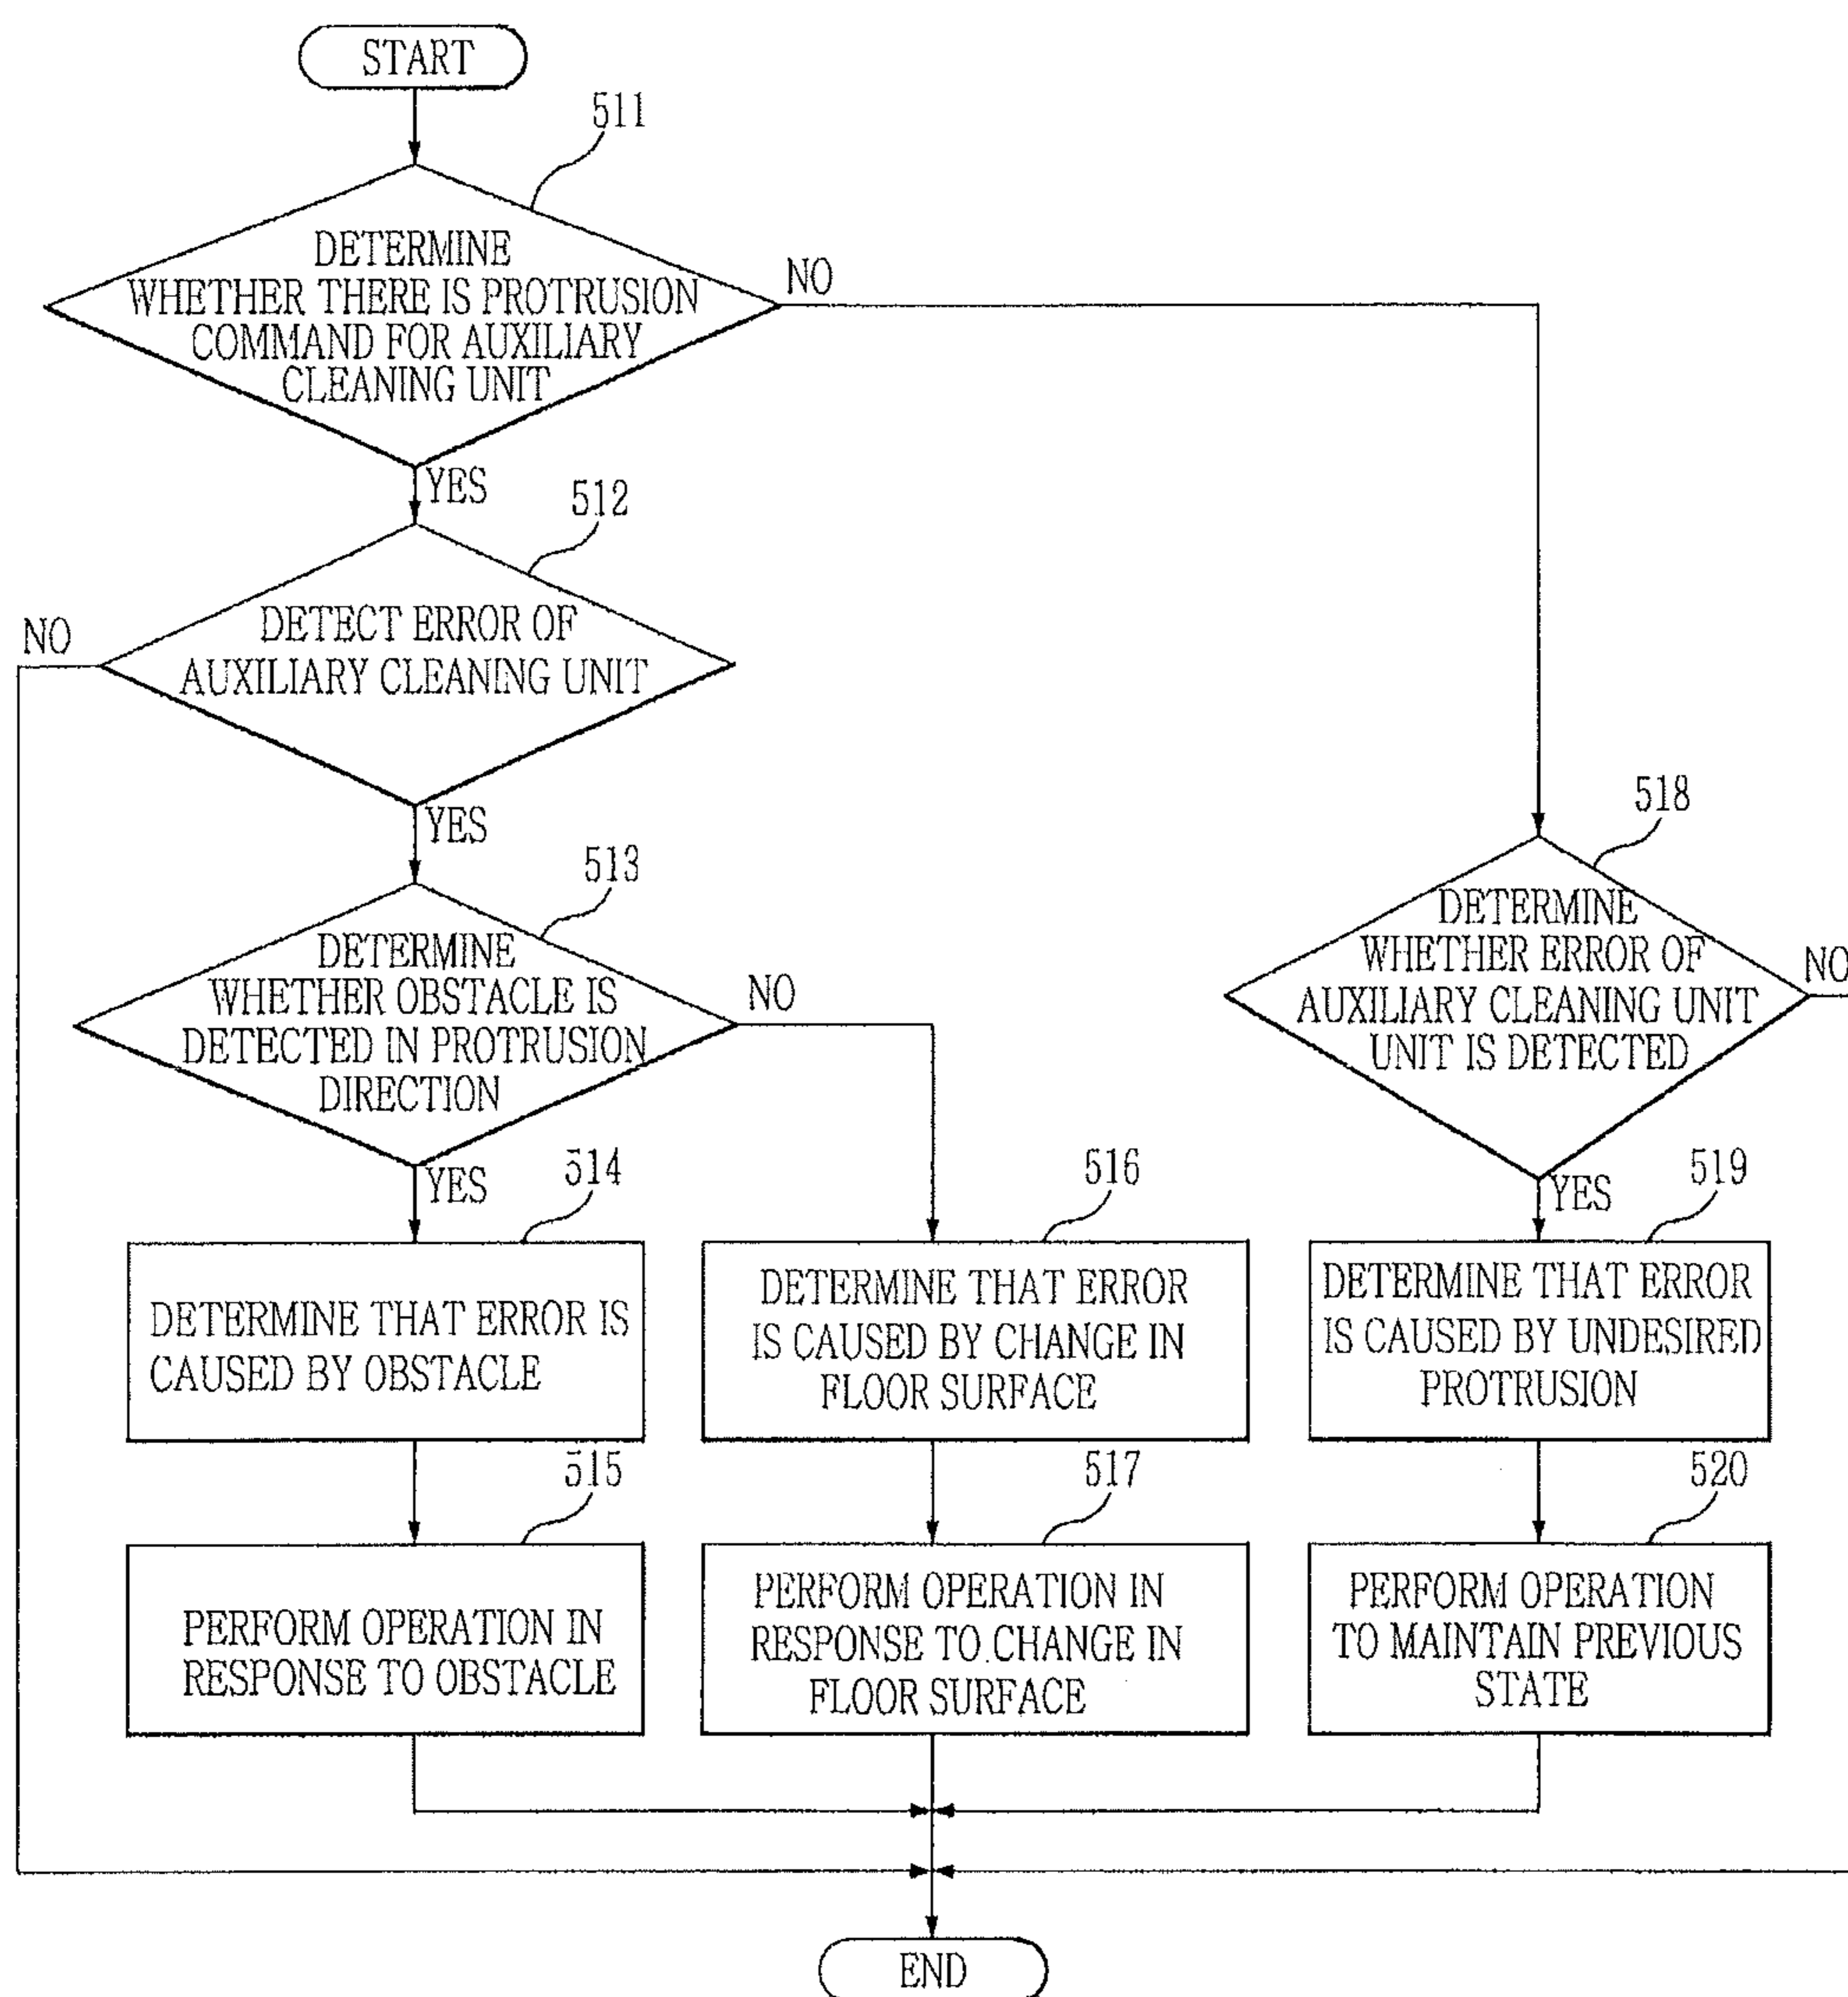 START
511
DETERMINE
WHETHER THERE IS PROTRUSION
COMMAND FOR AUXILIARY
CLEANING UNIT
NO
YES
512
DETECT ERROR OF
AUXILIARY CLEANING UNIT
NO
YES
513
DETERMINE
WHETHER OBSTACLE IS
DETECTED IN PROTRUSION
DIRECTION
NO
YES
518
DETERMINE
WHETHER ERROR OF
AUXILIARY CLEANING UNIT
UNIT IS DETECTED
NO
YES
514
DETERMINE THAT ERROR IS
CAUSED BY OBSTACLE
516
DETERMINE THAT ERROR
IS CAUSED BY CHANGE IN
FLOOR SURFACE
519
DETERMINE THAT ERROR
IS CAUSED BY UNDESIRED
PROTRUSION
515
PERFORM OPERATION IN
RESPONSE TO OBSTACLE
517
PERFORM OPERATION IN
RESPONSE TO CHANGE IN
FLOOR SURFACE
520
PERFORM OPERATION
TO MAINTAIN PREVIOUS
STATE
END